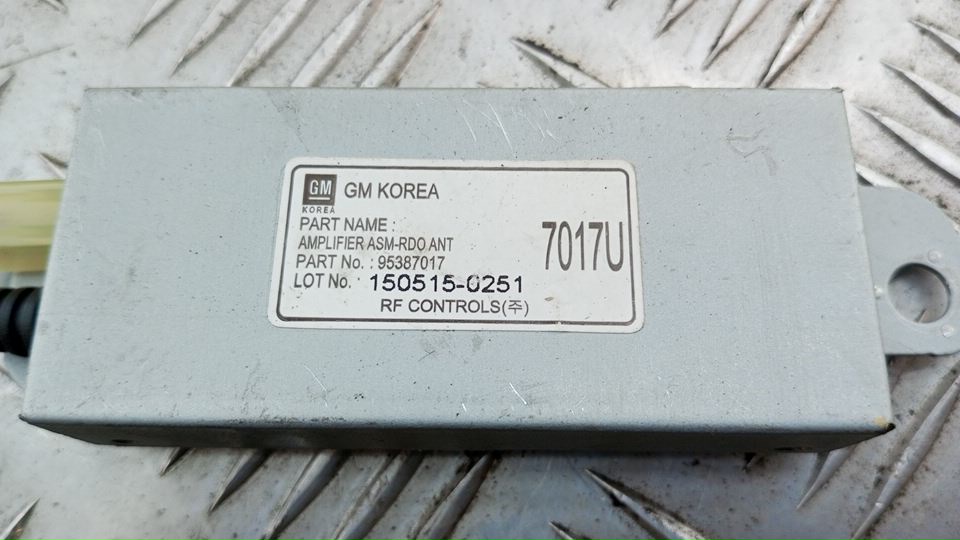 GM
KOREA
GM KOREA
PART NAME :
AMPLIFIER ASM-RDO ANT
PART No. : 95387017
7017U
LOT No. : 150515-0251
RF CONTROLS(주)